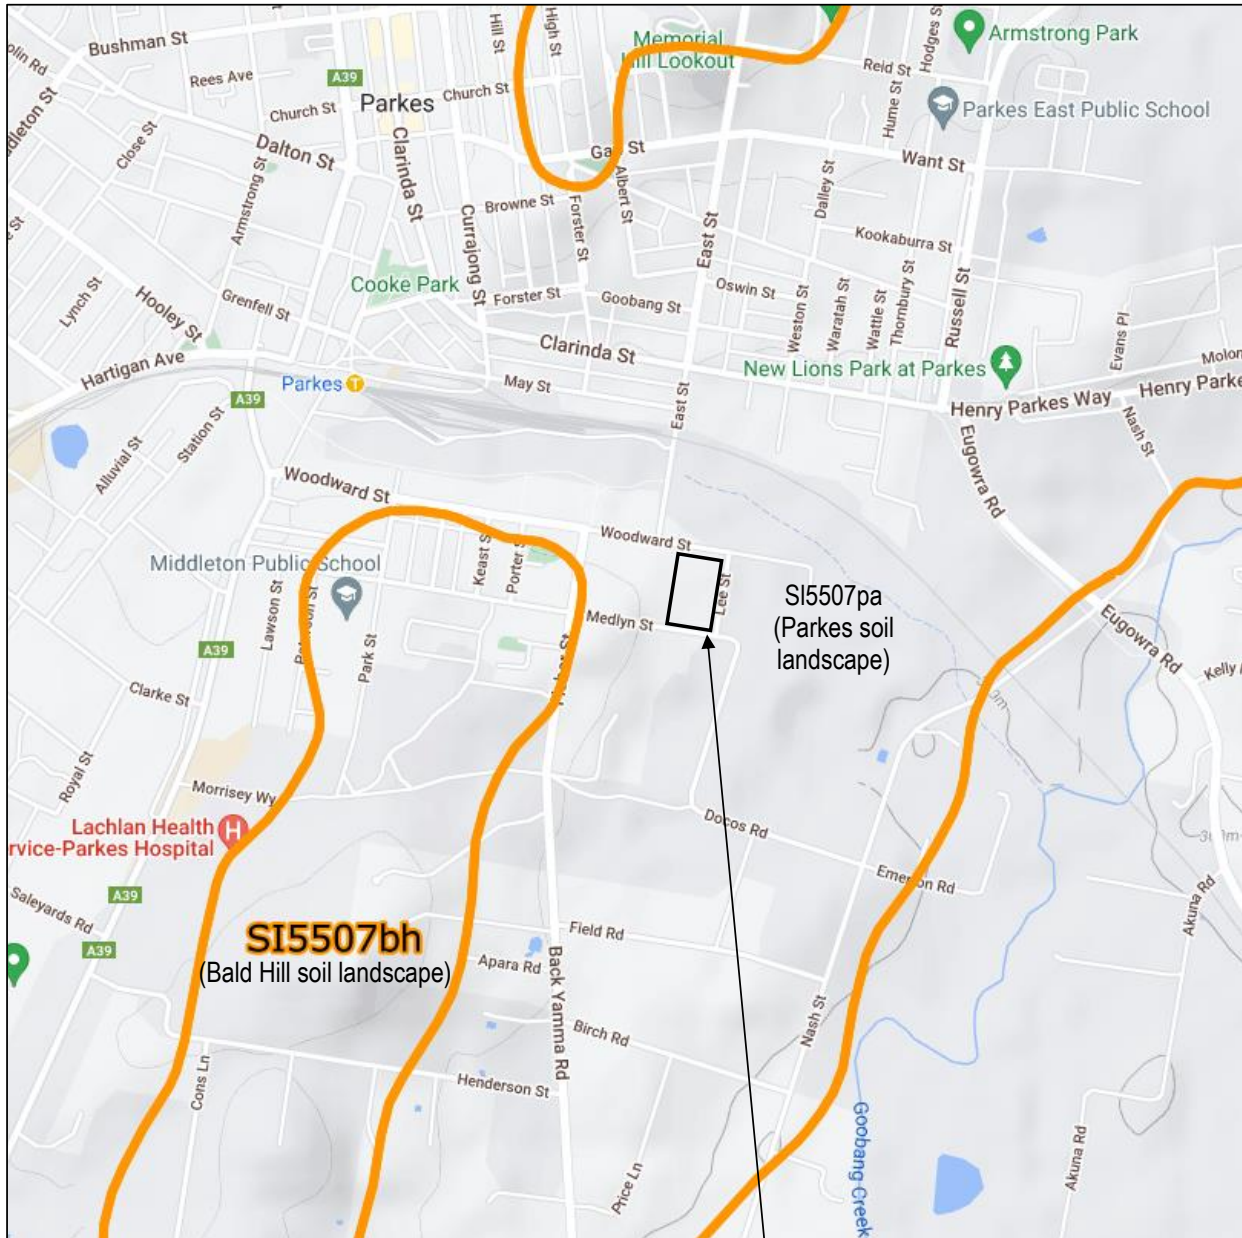 Bushman St
Hill St
High St
Memorial
Hill Lookout
Hodges St
Armstrong Park
Rees Ave
A39
Reid St
Church St
Church St
Parkes
Hume St
Parkes East Public School
Close St
Dalton St
Clarinda St
Want St
Albert St
Dalley St
Armstrong St
Browne St
Forster St
Currajong St
East St
Kookaburra St
Lynch St
Hooley St
Grenfell St
Cooke Park
Forster St
Goobang St
Oswin St
Weston St
Waratah St
Wattle St
Thornbury St
Russell St
Evans Pl
Clarinda St
Hartigan Ave
Parkes
T
May St
New Lions Park at Parkes
A39
East St
Henry Parkes Way
Nash St
Alluvial St
Station St
Eugowra Rd
Woodward St
Woodward St
Middleton Public School
Keast S
Porter S
Lee St
SI5507pa
(Parkes soil
landscape)
Lawson St
Park St
Medlyn St
A39
Eugowra Rd
Clarke St
Royal St
Morrisey Wy
Lachlan Health
rvice-Parkes Hospital
H
Docos Rd
Emerson Rd
Saleyards Rd
A39
A39
Akuna Rd
SI5507bh
(Bald Hill soil landscape)
Field Rd
Apara Rd
Back Yamma Rd
Nash St
Birch Rd
Henderson St
Cons Ln
Goobang Creek
Price Ln
Akuna Rd